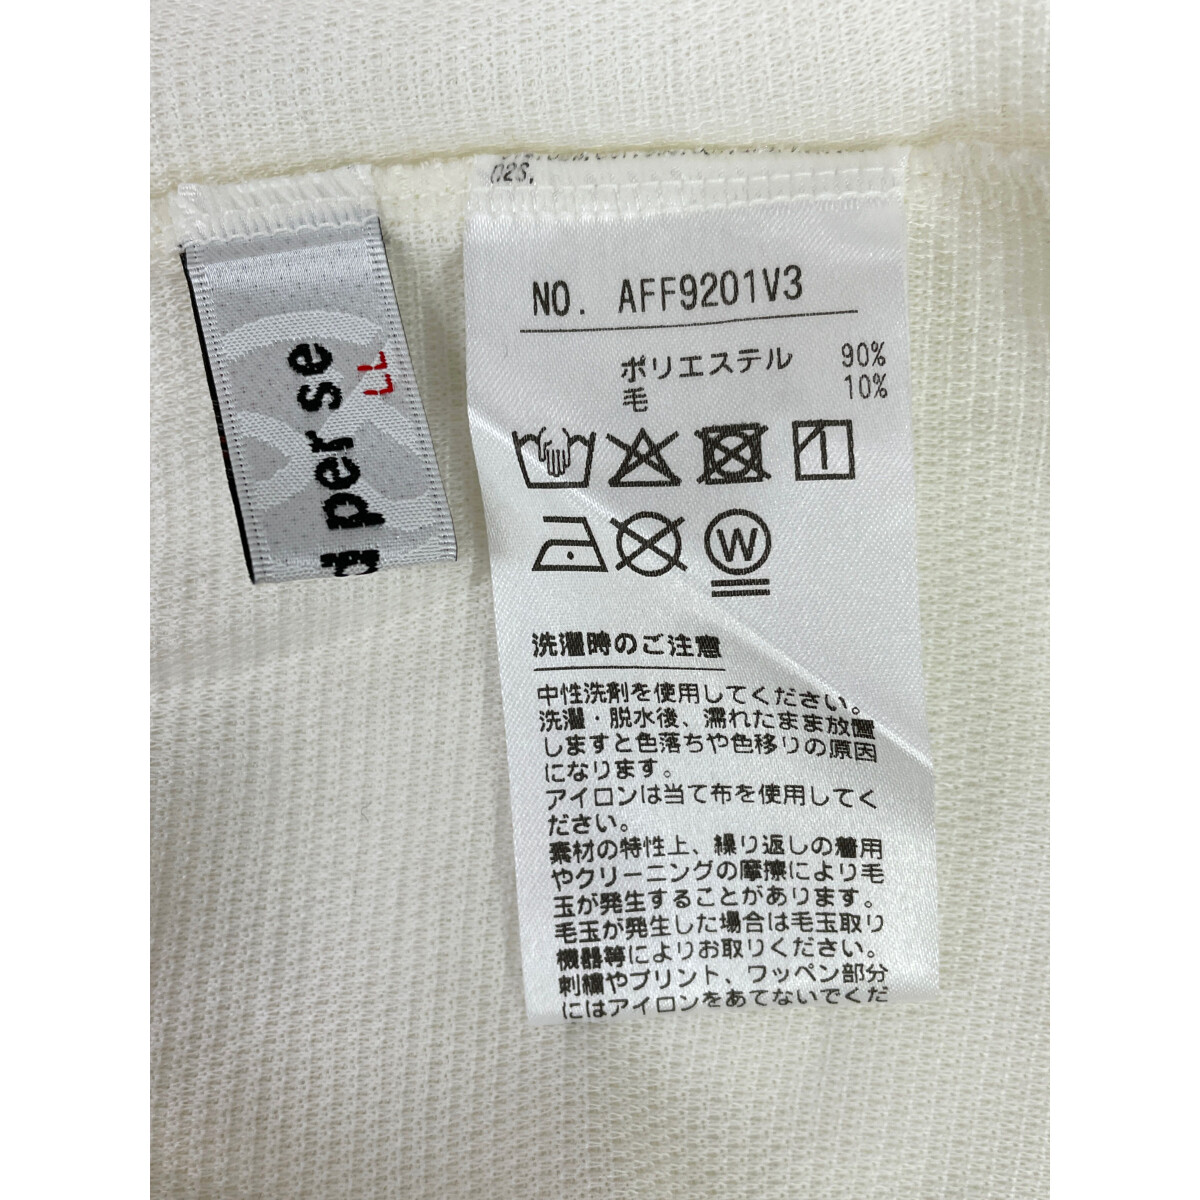 02S.
NO. AFF9201V3
ポリエステル 90%
毛 10%
W
洗濯時のご注意
中性洗剤を使用してください。
洗濯・脱水後、濡れたまま放置
しますと色落ちや色移りの原因
になります。
アイロンは当て布を使用してく
ださい。
素材の特性上、繰り返しの着用
やクリーニングの摩擦により毛
玉が発生することがあります。
毛玉が発生した場合は毛玉取り
機器等によりお取りください。
刺繍やプリント、ワッペン部分
にはアイロンをあてないでくだ
per se
LL